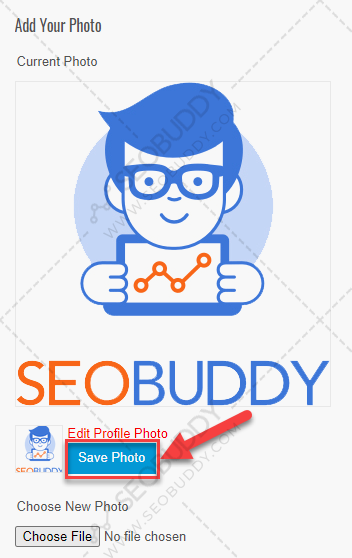 Add Your Photo
Current Photo
SEOBUDDY
WWW.SEOBUDDY.COM
SEOBUDDY
SEOBUDDY
Edit Profile Photo
Save Photo
Choose New Photo
Choose File No file chosen
SEOBUDDY
WWW.SEOBUDDY.COM